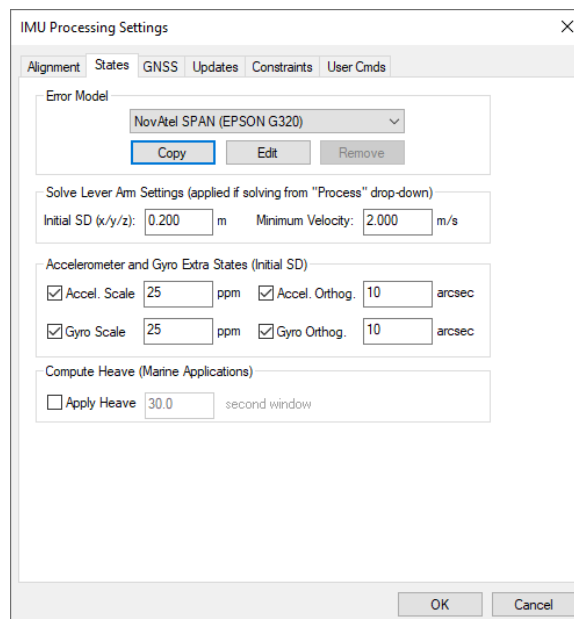 IMU Processing Settings
Alignment States GNSS Updates Constraints User Cmds
Error Model
NovAtel SPAN (EPSON G320)
Copy Edit Remove
Solve Lever Arm Settings (applied if solving from "Process" drop-down)
Initial SD (x/y/z): 0.200 m Minimum Velocity: 2.000 m/s
Accelerometer and Gyro Extra States (Initial SD)
Accel. Scale 25 ppm Accel. Orthog. 10 arcsec
Gyro Scale 25 ppm Gyro Orthog. 10 arcsec
Compute Heave (Marine Applications)
Apply Heave 30.0 second window
OK Cancel